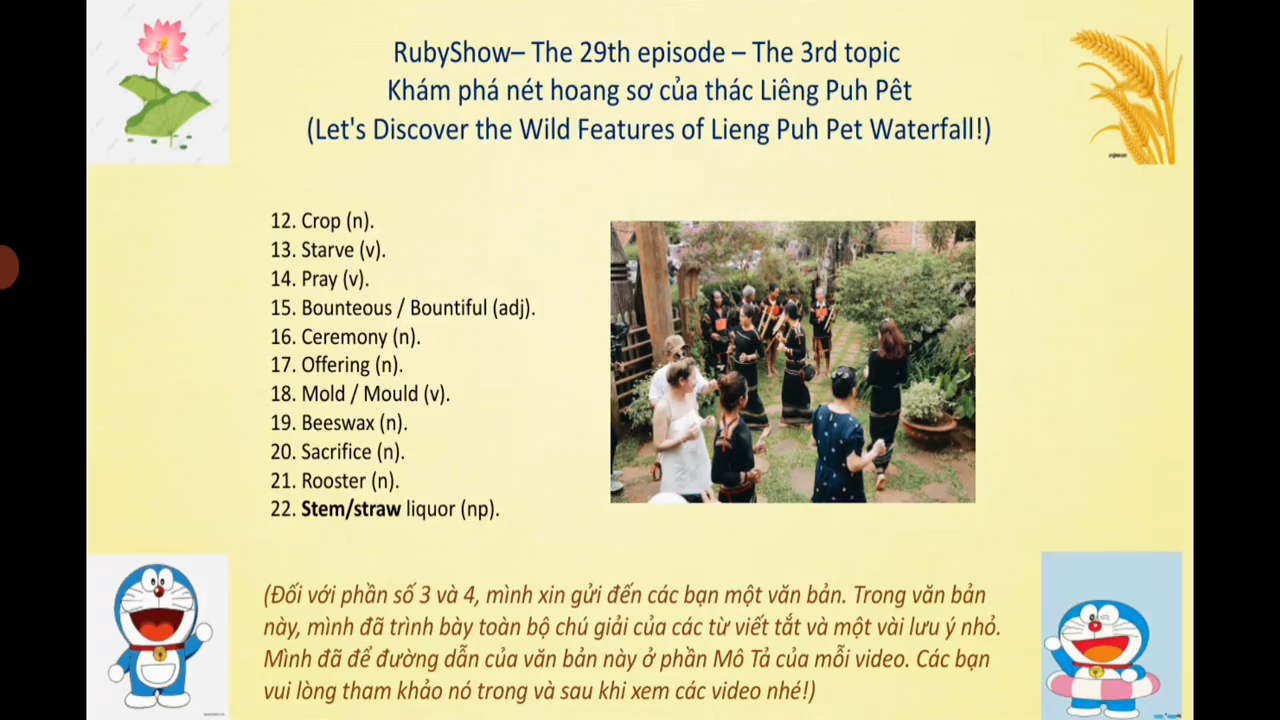 RubyShow– The 29th episode – The 3rd topic
Khám phá nét hoang sơ của thác Liêng Puh Pêt
(Let's Discover the Wild Features of Lieng Puh Pet Waterfall!)
12. Crop (n).
13. Starve (v).
14. Pray (v).
15. Bounteous / Bountiful (adj).
16. Ceremony (n).
17. Offering (n).
18. Mold / Mould (v).
19. Beeswax (n).
20. Sacrifice (n).
21. Rooster (n).
22. Stem/straw liquor (np).
(Đối với phần số 3 và 4, mình xin gửi đến các bạn một văn bản. Trong văn bản
này, mình đã trình bày toàn bộ chú giải của các từ viết tắt và một vài lưu ý nhỏ.
Mình đã để đường dẫn của văn bản này ở phần Mô Tả của mỗi video. Các bạn
vui lòng tham khảo nó trong và sau khi xem các video nhé!)